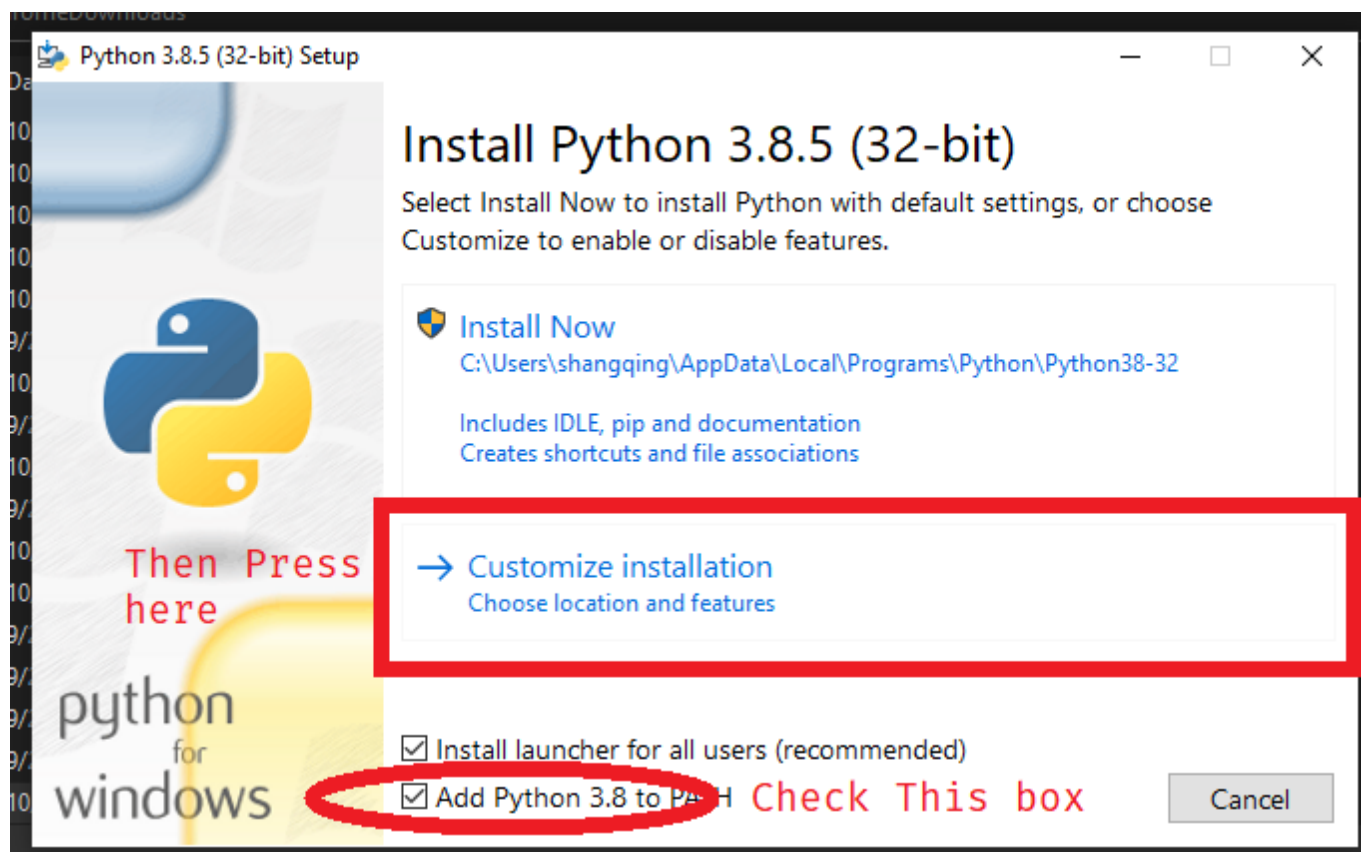 Python 3.8.5 (32-bit) Setup
Install Python 3.8.5 (32-bit)
Select Install Now to install Python with default settings, or choose
Customize to enable or disable features.
Install Now
C:\Users\shangqing\AppData\Local\Programs\Python\Python38-32
Includes IDLE, pip and documentation
Creates shortcuts and file associations
Then Press
here
Customize installation
Choose location and features
python
for
windows
Install launcher for all users (recommended)
Add Python 3.8 to PATH
Check This box
Cancel